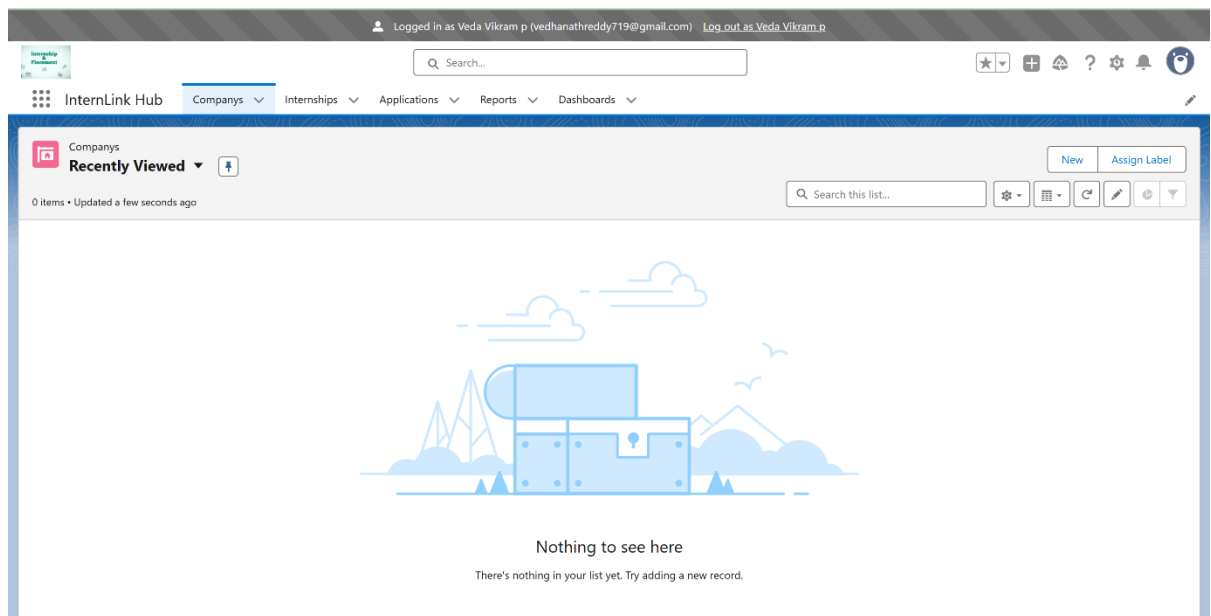 Logged in as Veda Vikram p (vedhanathreddy719@gmail.com) Log out as Veda Vikram p
Internship
&
Placement
Search...
InternLink Hub Companys Internships Applications Reports Dashboards
Companys
Recently Viewed
New Assign Label
0 items • Updated a few seconds ago
Search this list...
Nothing to see here
There's nothing in your list yet. Try adding a new record.